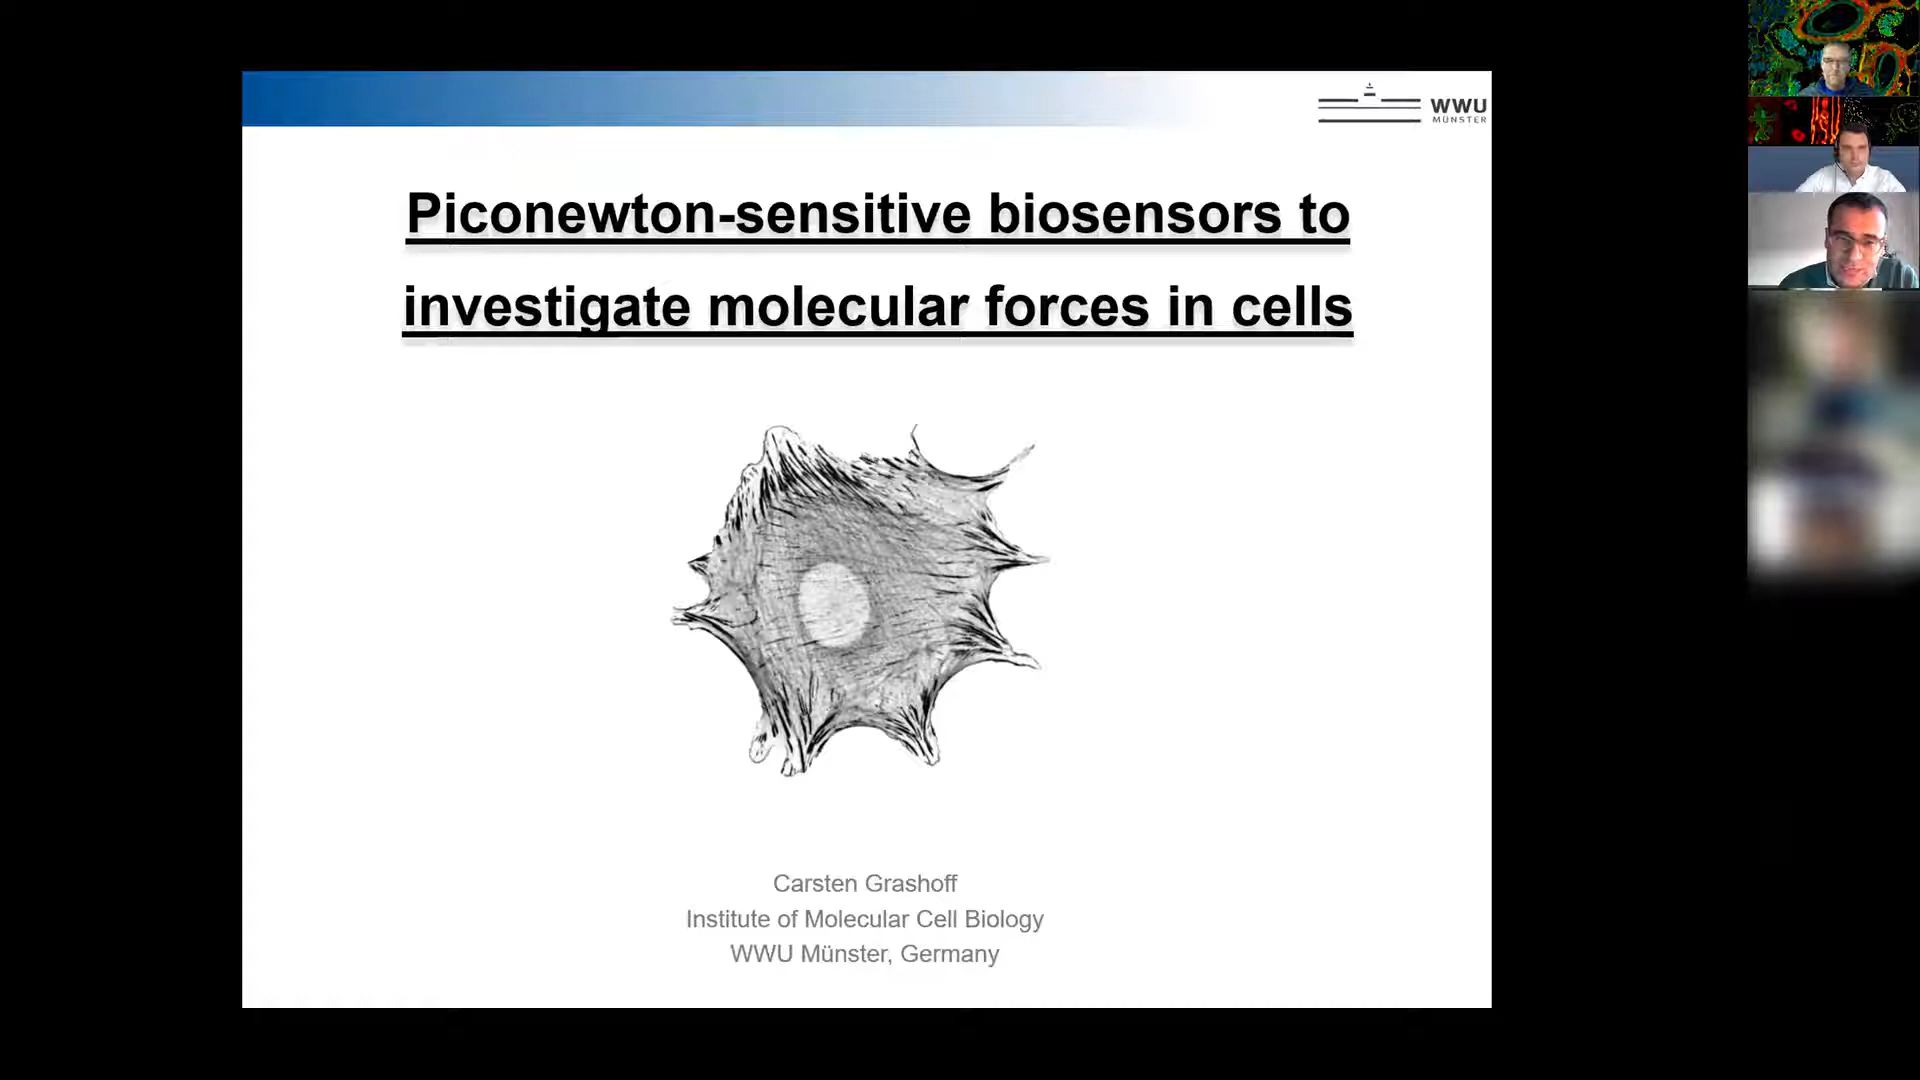 WWU
MÜNSTER
Piconewton-sensitive biosensors to
investigate molecular forces in cells
Carsten Grashoff
Institute of Molecular Cell Biology
WWU Münster, Germany